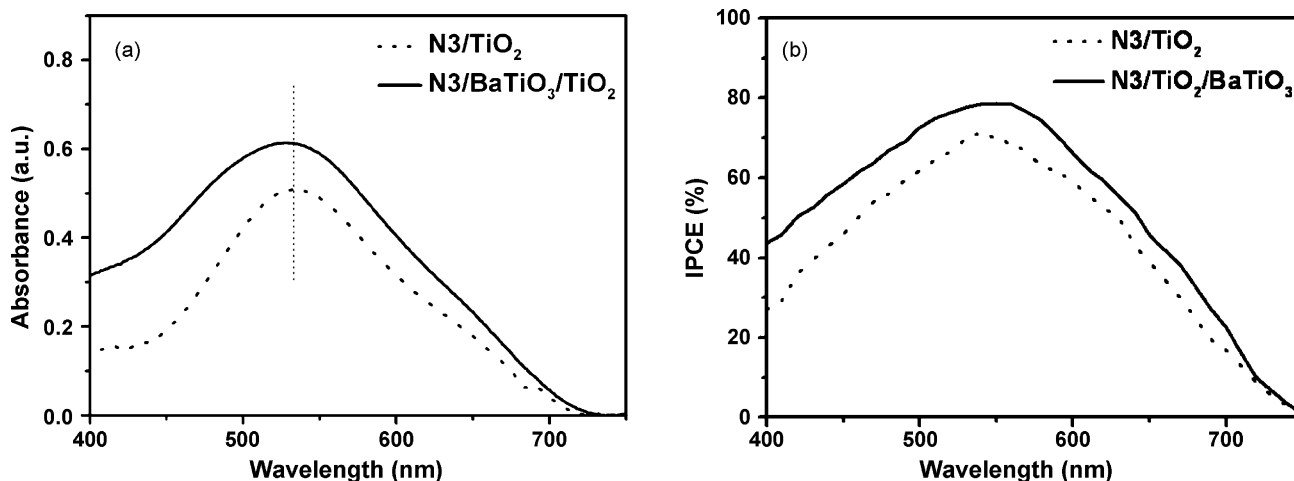 (a)
N3/TiO₂
N3/BaTiO₃/TiO₂
0.8
0.6
0.4
0.2
0.0
Absorbance (a.u.)
400
500
600
700
Wavelength (nm)
(b)
N3/TiO₂
N3/TiO₂/BaTiO₃
100
80
60
40
20
0
IPCE (%)
400
500
600
700
Wavelength (nm)